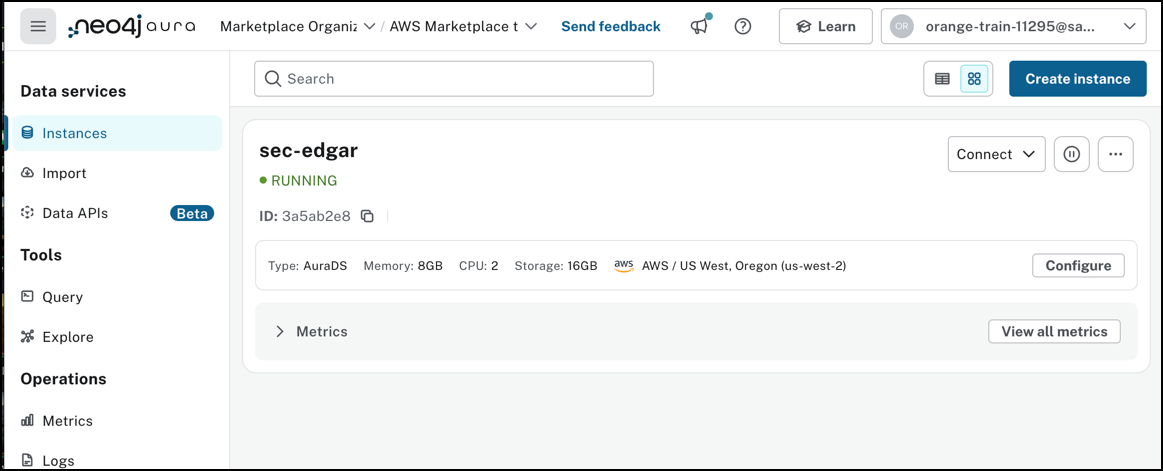 neo4j aura Marketplace Organiz / AWS Marketplace t Send feedback Learn OR orange-train-11295@sa...
Search Create instance
Data services
Instances
Import
Data APIs Beta
Tools
Query
Explore
Operations
Metrics
Logs
sec-edgar
RUNNING
Connect ...
ID: 3a5ab2e8
Type: AuraDS Memory: 8GB CPU: 2 Storage: 16GB aws AWS / US West, Oregon (us-west-2) Configure
Metrics View all metrics